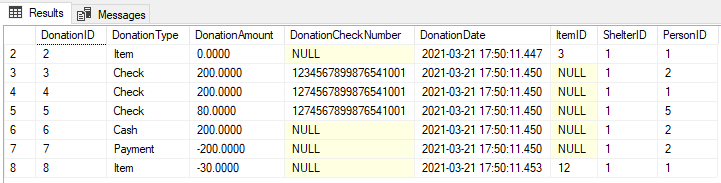 Results Messages
DonationID DonationType DonationAmount DonationCheckNumber DonationDate ItemID ShelterID PersonID
2 2 Item 0.0000 NULL 2021-03-21 17:50:11.447 3 1 1
3 3 Check 200.0000 1234567899876541001 2021-03-21 17:50:11.450 NULL 1 2
4 4 Check 200.0000 1274567899876541001 2021-03-21 17:50:11.450 NULL 1 1
5 5 Check 80.0000 1274567899876541001 2021-03-21 17:50:11.450 NULL 1 5
6 6 Cash 200.0000 NULL 2021-03-21 17:50:11.450 NULL 1 2
7 7 Payment -200.0000 NULL 2021-03-21 17:50:11.450 NULL 1 2
8 8 Item -30.0000 NULL 2021-03-21 17:50:11.453 12 1 1